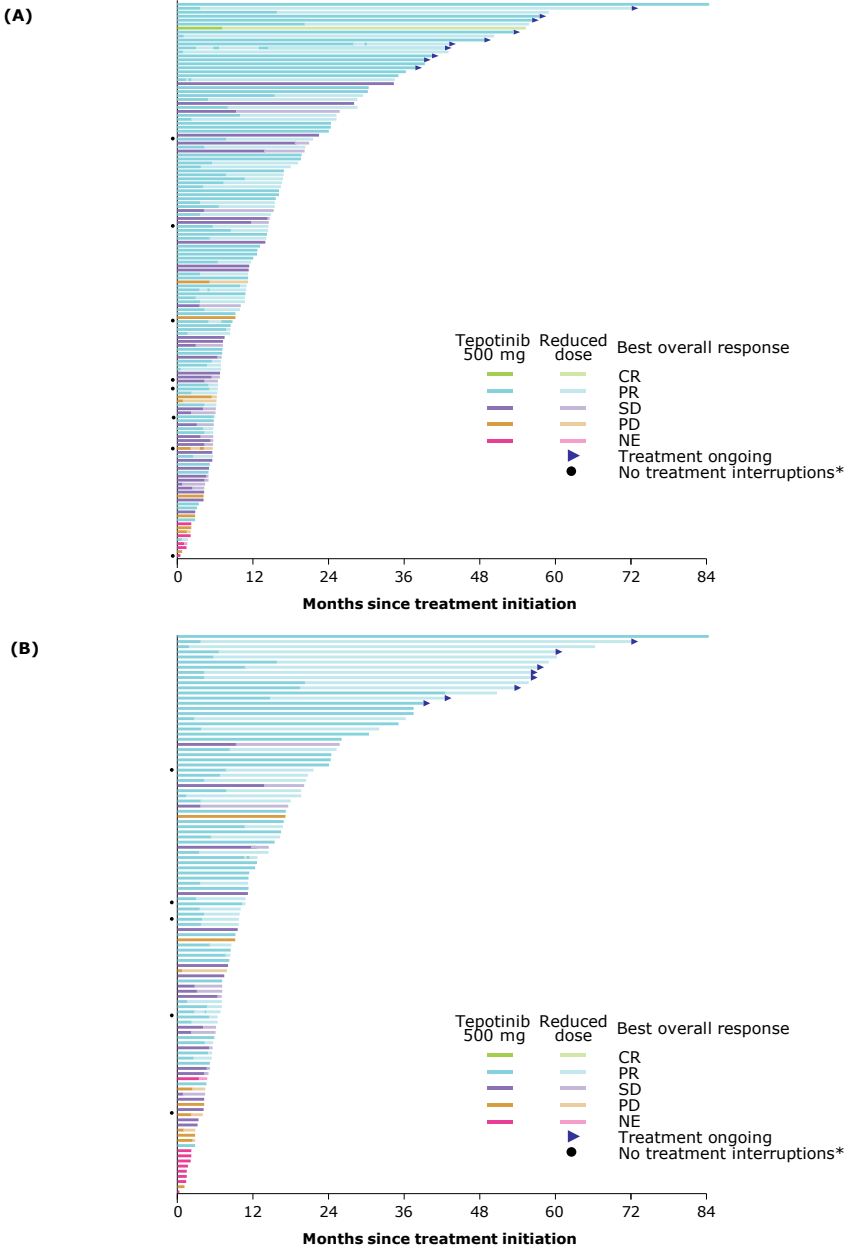 (A)
Tepotinib 500 mg
Reduced dose
Best overall response
CR
PR
SD
PD
NE
Treatment ongoing
No treatment interruptions*
0 12 24 36 48 60 72 84
Months since treatment initiation
(B)
Tepotinib 500 mg
Reduced dose
Best overall response
CR
PR
SD
PD
NE
Treatment ongoing
No treatment interruptions*
0 12 24 36 48 60 72 84
Months since treatment initiation